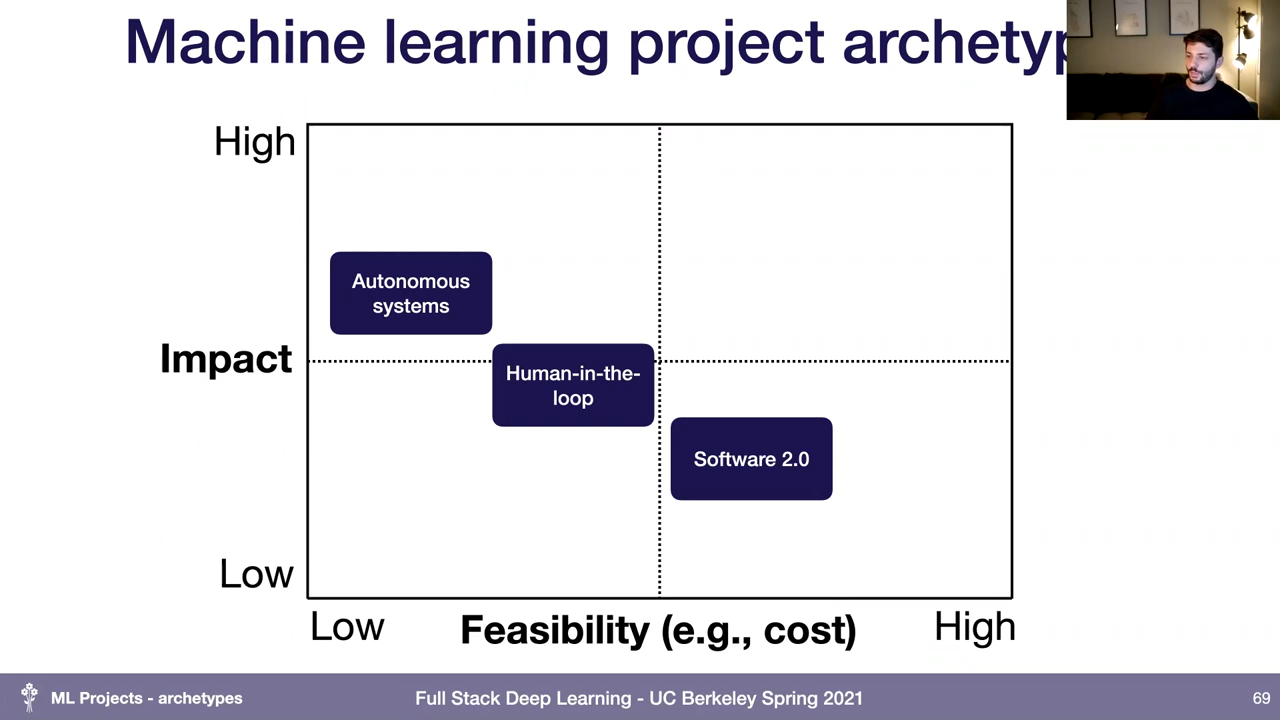 Machine learning project
High
Autonomous
systems
Impact
Human-in-the-
loop
Software 2.0
Low
Low
Feasibility (e.g., cost)
High
ML Projects - archetypes
Full Stack Deep Learning - UC Berkeley Spring 2021
69